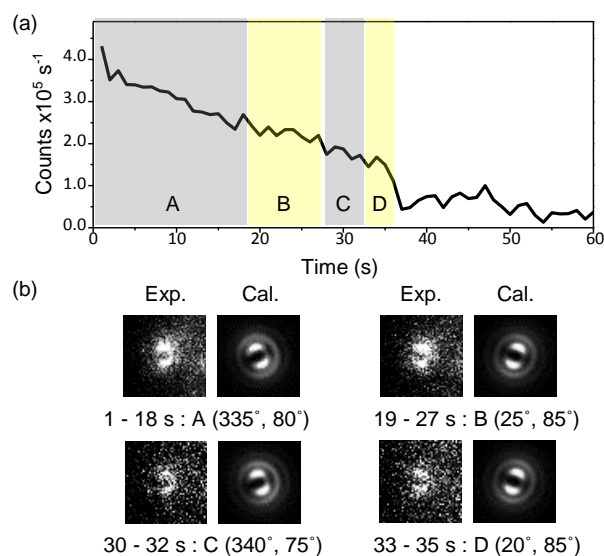 (a)
Counts x10⁵ s⁻¹
4.0
3.0
2.0
1.0
0.0
A
B
C
D
0 10 20 30 40 50 60
Time (s)
(b)
Exp. Cal. Exp. Cal.
1 - 18 s : A (335°, 80°) 19 - 27 s : B (25°, 85°)
30 - 32 s : C (340°, 75°) 33 - 35 s : D (20°, 85°)